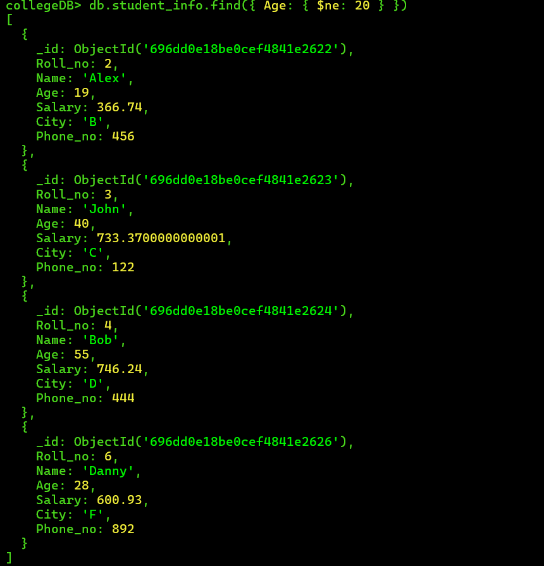 collegeDB> db.student_info.find({ Age: { $ne: 20 } })
[
  {
    _id: ObjectId('696dd0e18be0cef4841e2622'),
    Roll_no: 2,
    Name: 'Alex',
    Age: 19,
    Salary: 366.74,
    City: 'B',
    Phone_no: 456
  },
  {
    _id: ObjectId('696dd0e18be0cef4841e2623'),
    Roll_no: 3,
    Name: 'John',
    Age: 40,
    Salary: 733.3700000000001,
    City: 'C',
    Phone_no: 122
  },
  {
    _id: ObjectId('696dd0e18be0cef4841e2624'),
    Roll_no: 4,
    Name: 'Bob',
    Age: 55,
    Salary: 746.24,
    City: 'D',
    Phone_no: 444
  },
  {
    _id: ObjectId('696dd0e18be0cef4841e2626'),
    Roll_no: 6,
    Name: 'Danny',
    Age: 28,
    Salary: 600.93,
    City: 'F',
    Phone_no: 892
  }
]